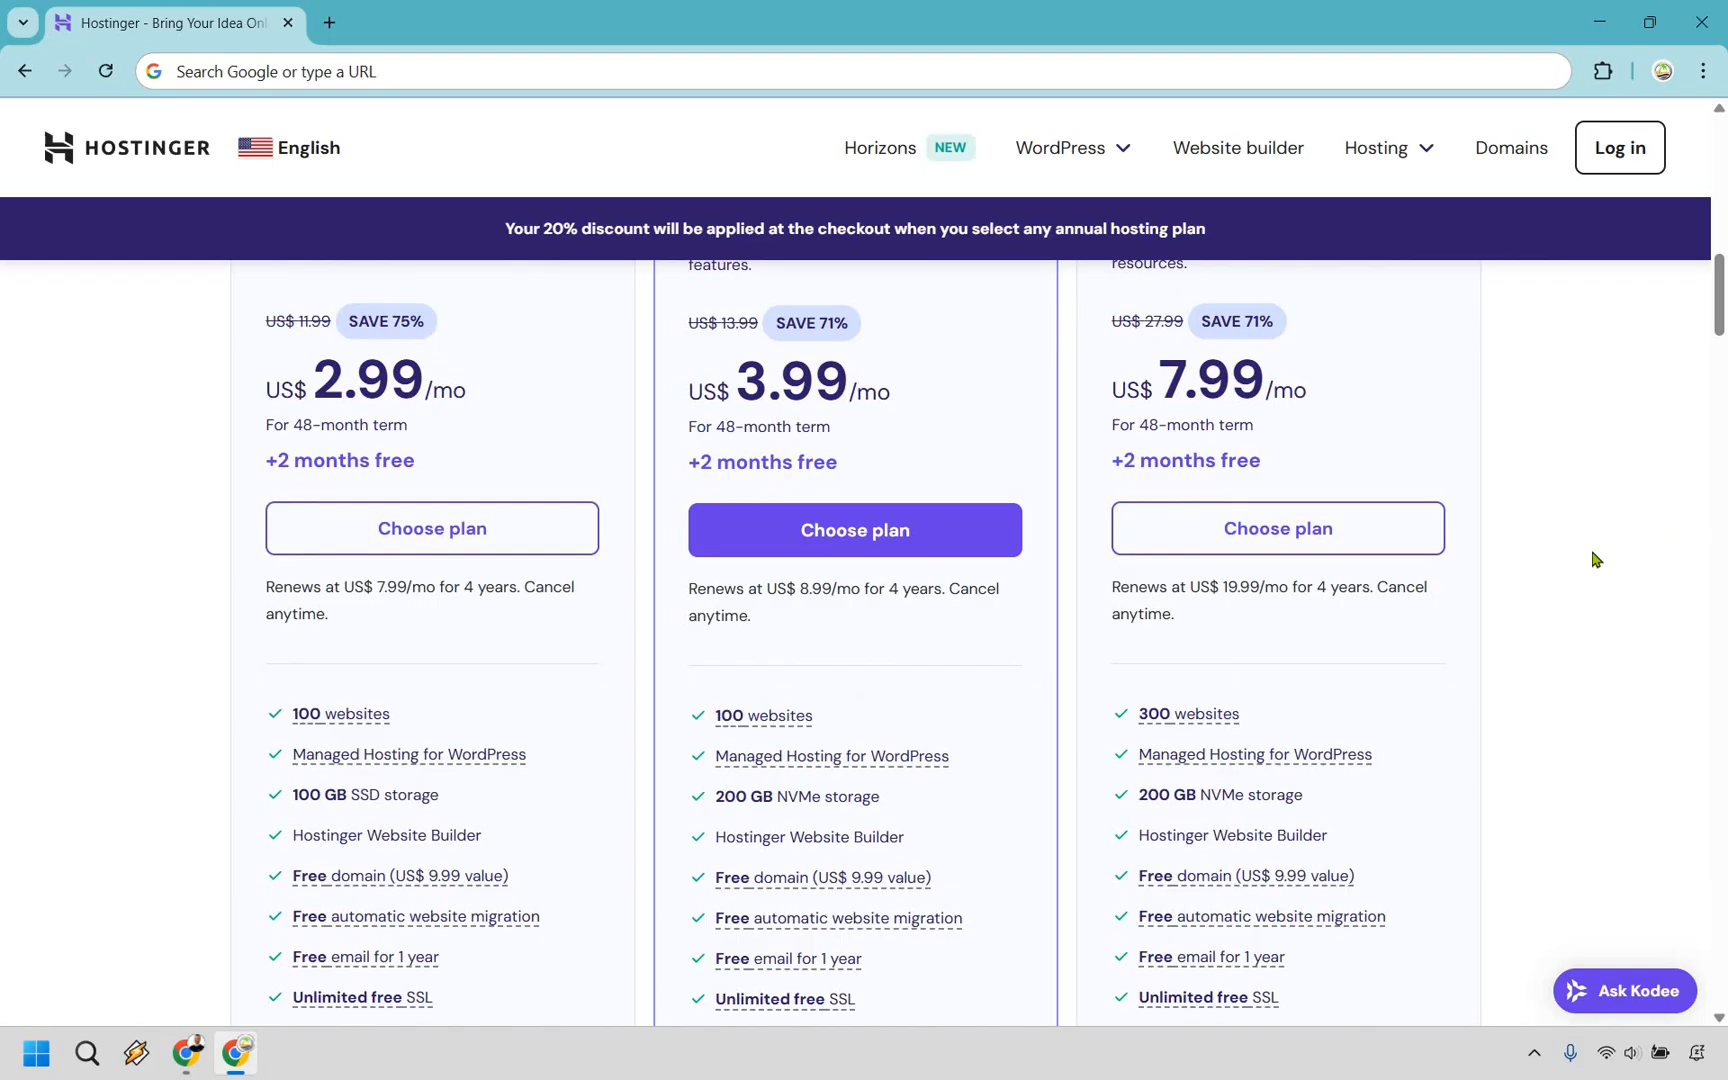 Hostinger - Bring Your Idea Onl
Search Google or type a URL
HOSTINGER
English
Horizons NEW
WordPress
Website builder
Hosting
Domains
Log in
Your 20% discount will be applied at the checkout when you select any annual hosting plan
US$ 11.99 SAVE 75%
US$ 2.99/mo
For 48-month term
+2 months free
Choose plan
Renews at US$ 7.99/mo for 4 years. Cancel
anytime.
100 websites
Managed Hosting for WordPress
100 GB SSD storage
Hostinger Website Builder
Free domain (US$ 9.99 value)
Free automatic website migration
Free email for 1 year
Unlimited free SSL
features.
US$ 13.99 SAVE 71%
US$ 3.99/mo
For 48-month term
+2 months free
Choose plan
Renews at US$ 8.99/mo for 4 years. Cancel
anytime.
100 websites
Managed Hosting for WordPress
200 GB NVMe storage
Hostinger Website Builder
Free domain (US$ 9.99 value)
Free automatic website migration
Free email for 1 year
Unlimited free SSL
resources.
US$ 27.99 SAVE 71%
US$ 7.99/mo
For 48-month term
+2 months free
Choose plan
Renews at US$ 19.99/mo for 4 years. Cancel
anytime.
300 websites
Managed Hosting for WordPress
200 GB NVMe storage
Hostinger Website Builder
Free domain (US$ 9.99 value)
Free automatic website migration
Free email for 1 year
Unlimited free SSL
Ask Kodee